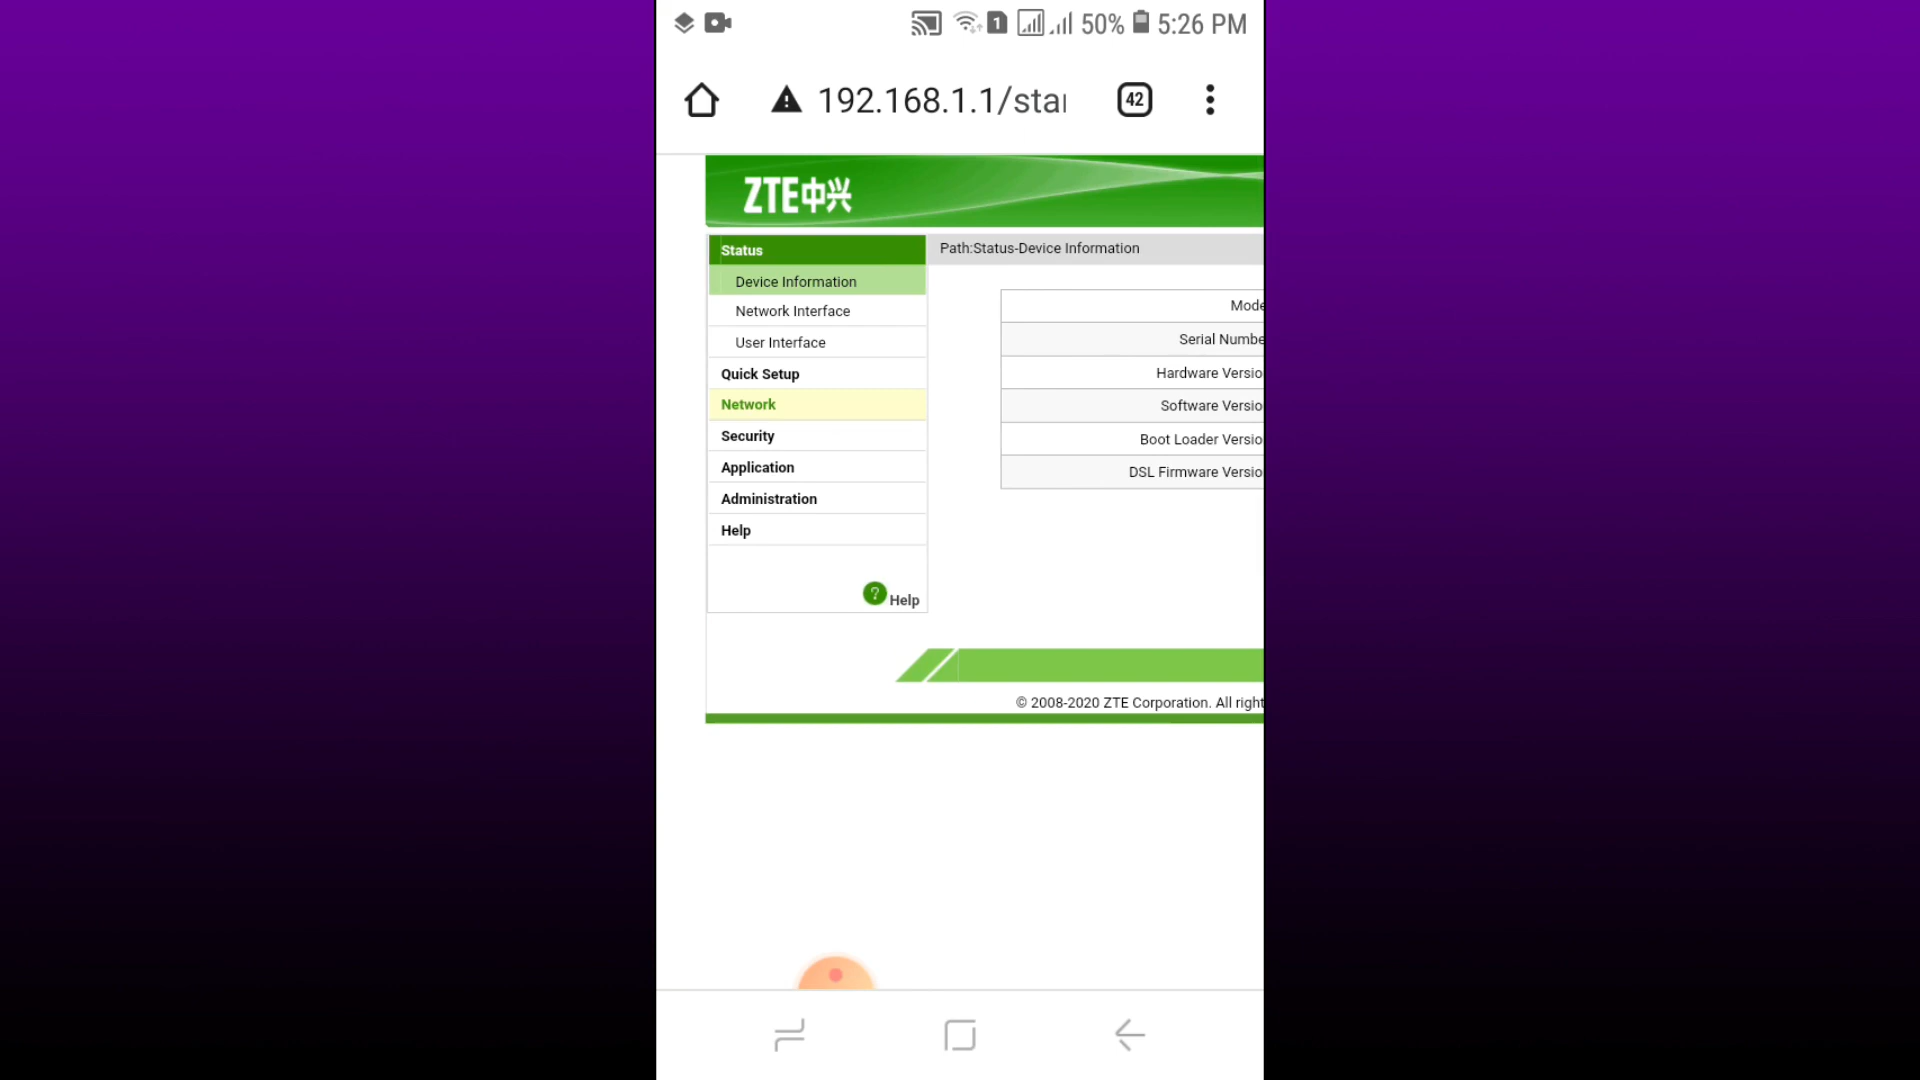 1 50% 5:26 PM
192.168.1.1/sta 42
ZTE中兴
Status
Path:Status-Device Information
Device Information
Network Interface
User Interface
Quick Setup
Network
Security
Application
Administration
Help
? Help
Mode
Serial Numbe
Hardware Versio
Software Versio
Boot Loader Versio
DSL Firmware Versio
© 2008-2020 ZTE Corporation. All right